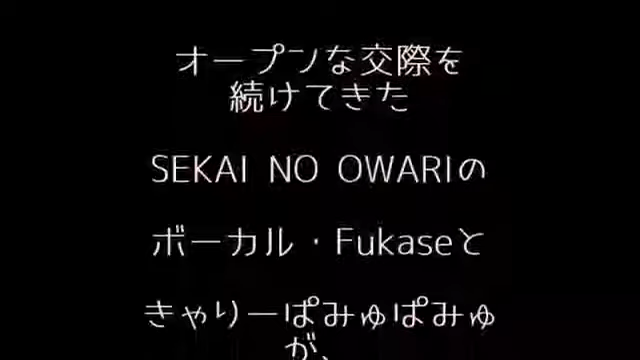 オープンな交際を
続けてきた
SEKAI NO OWARIの
ボーカル・Fukaseと
きゃりーぱみゅぱみゅ
が、